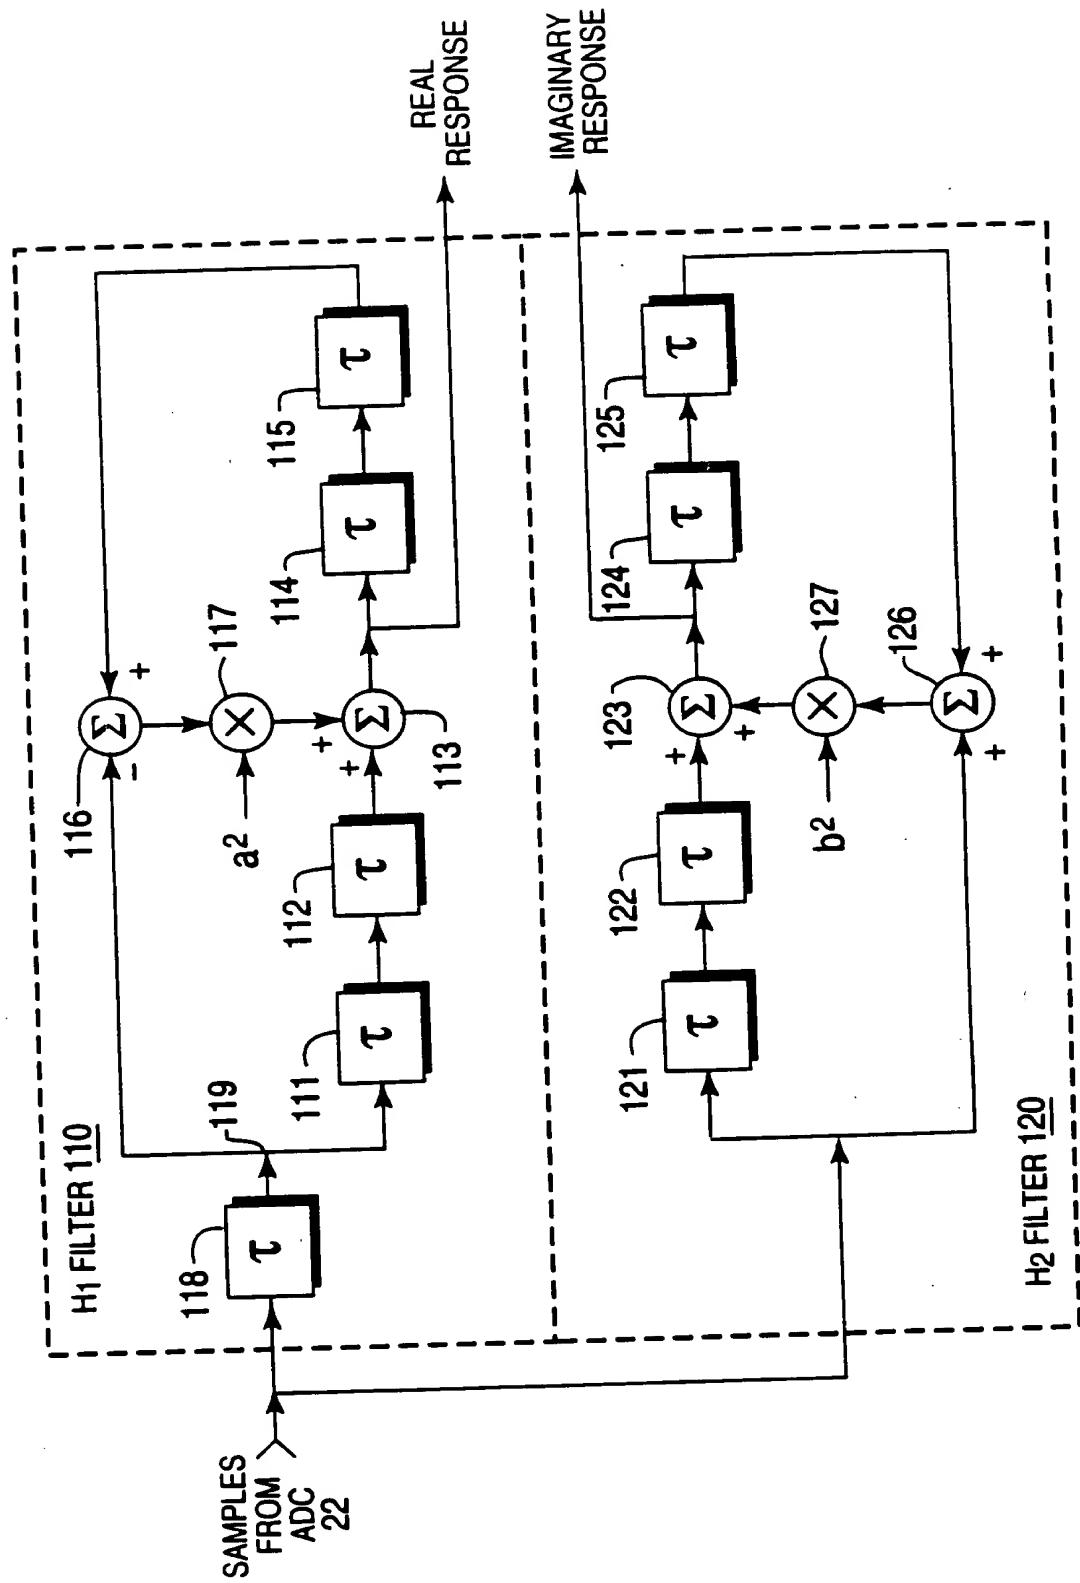 SAMPLES
FROM
ADC
22
H1 FILTER 110
118
τ
119
111
τ
112
τ
116
Σ
-
+
a²
117
X
+
+
Σ
113
114
τ
115
τ
REAL
RESPONSE
H2 FILTER 120
121
τ
122
τ
123
Σ
+
+
b²
127
X
126
Σ
+
+
124
τ
125
τ
IMAGINARY
RESPONSE